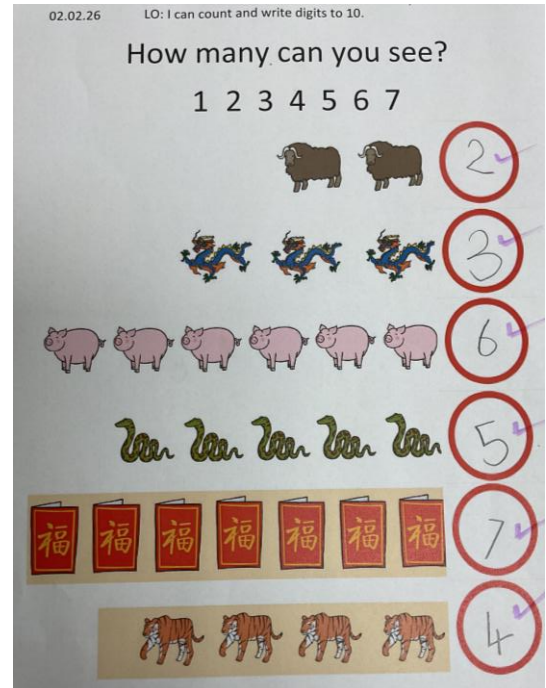 02.02.26 LO: I can count and write digits to 10.
How many can you see?
1 2 3 4 5 6 7
2
3
6
5
福 福 福 福 福 福 福 7
4